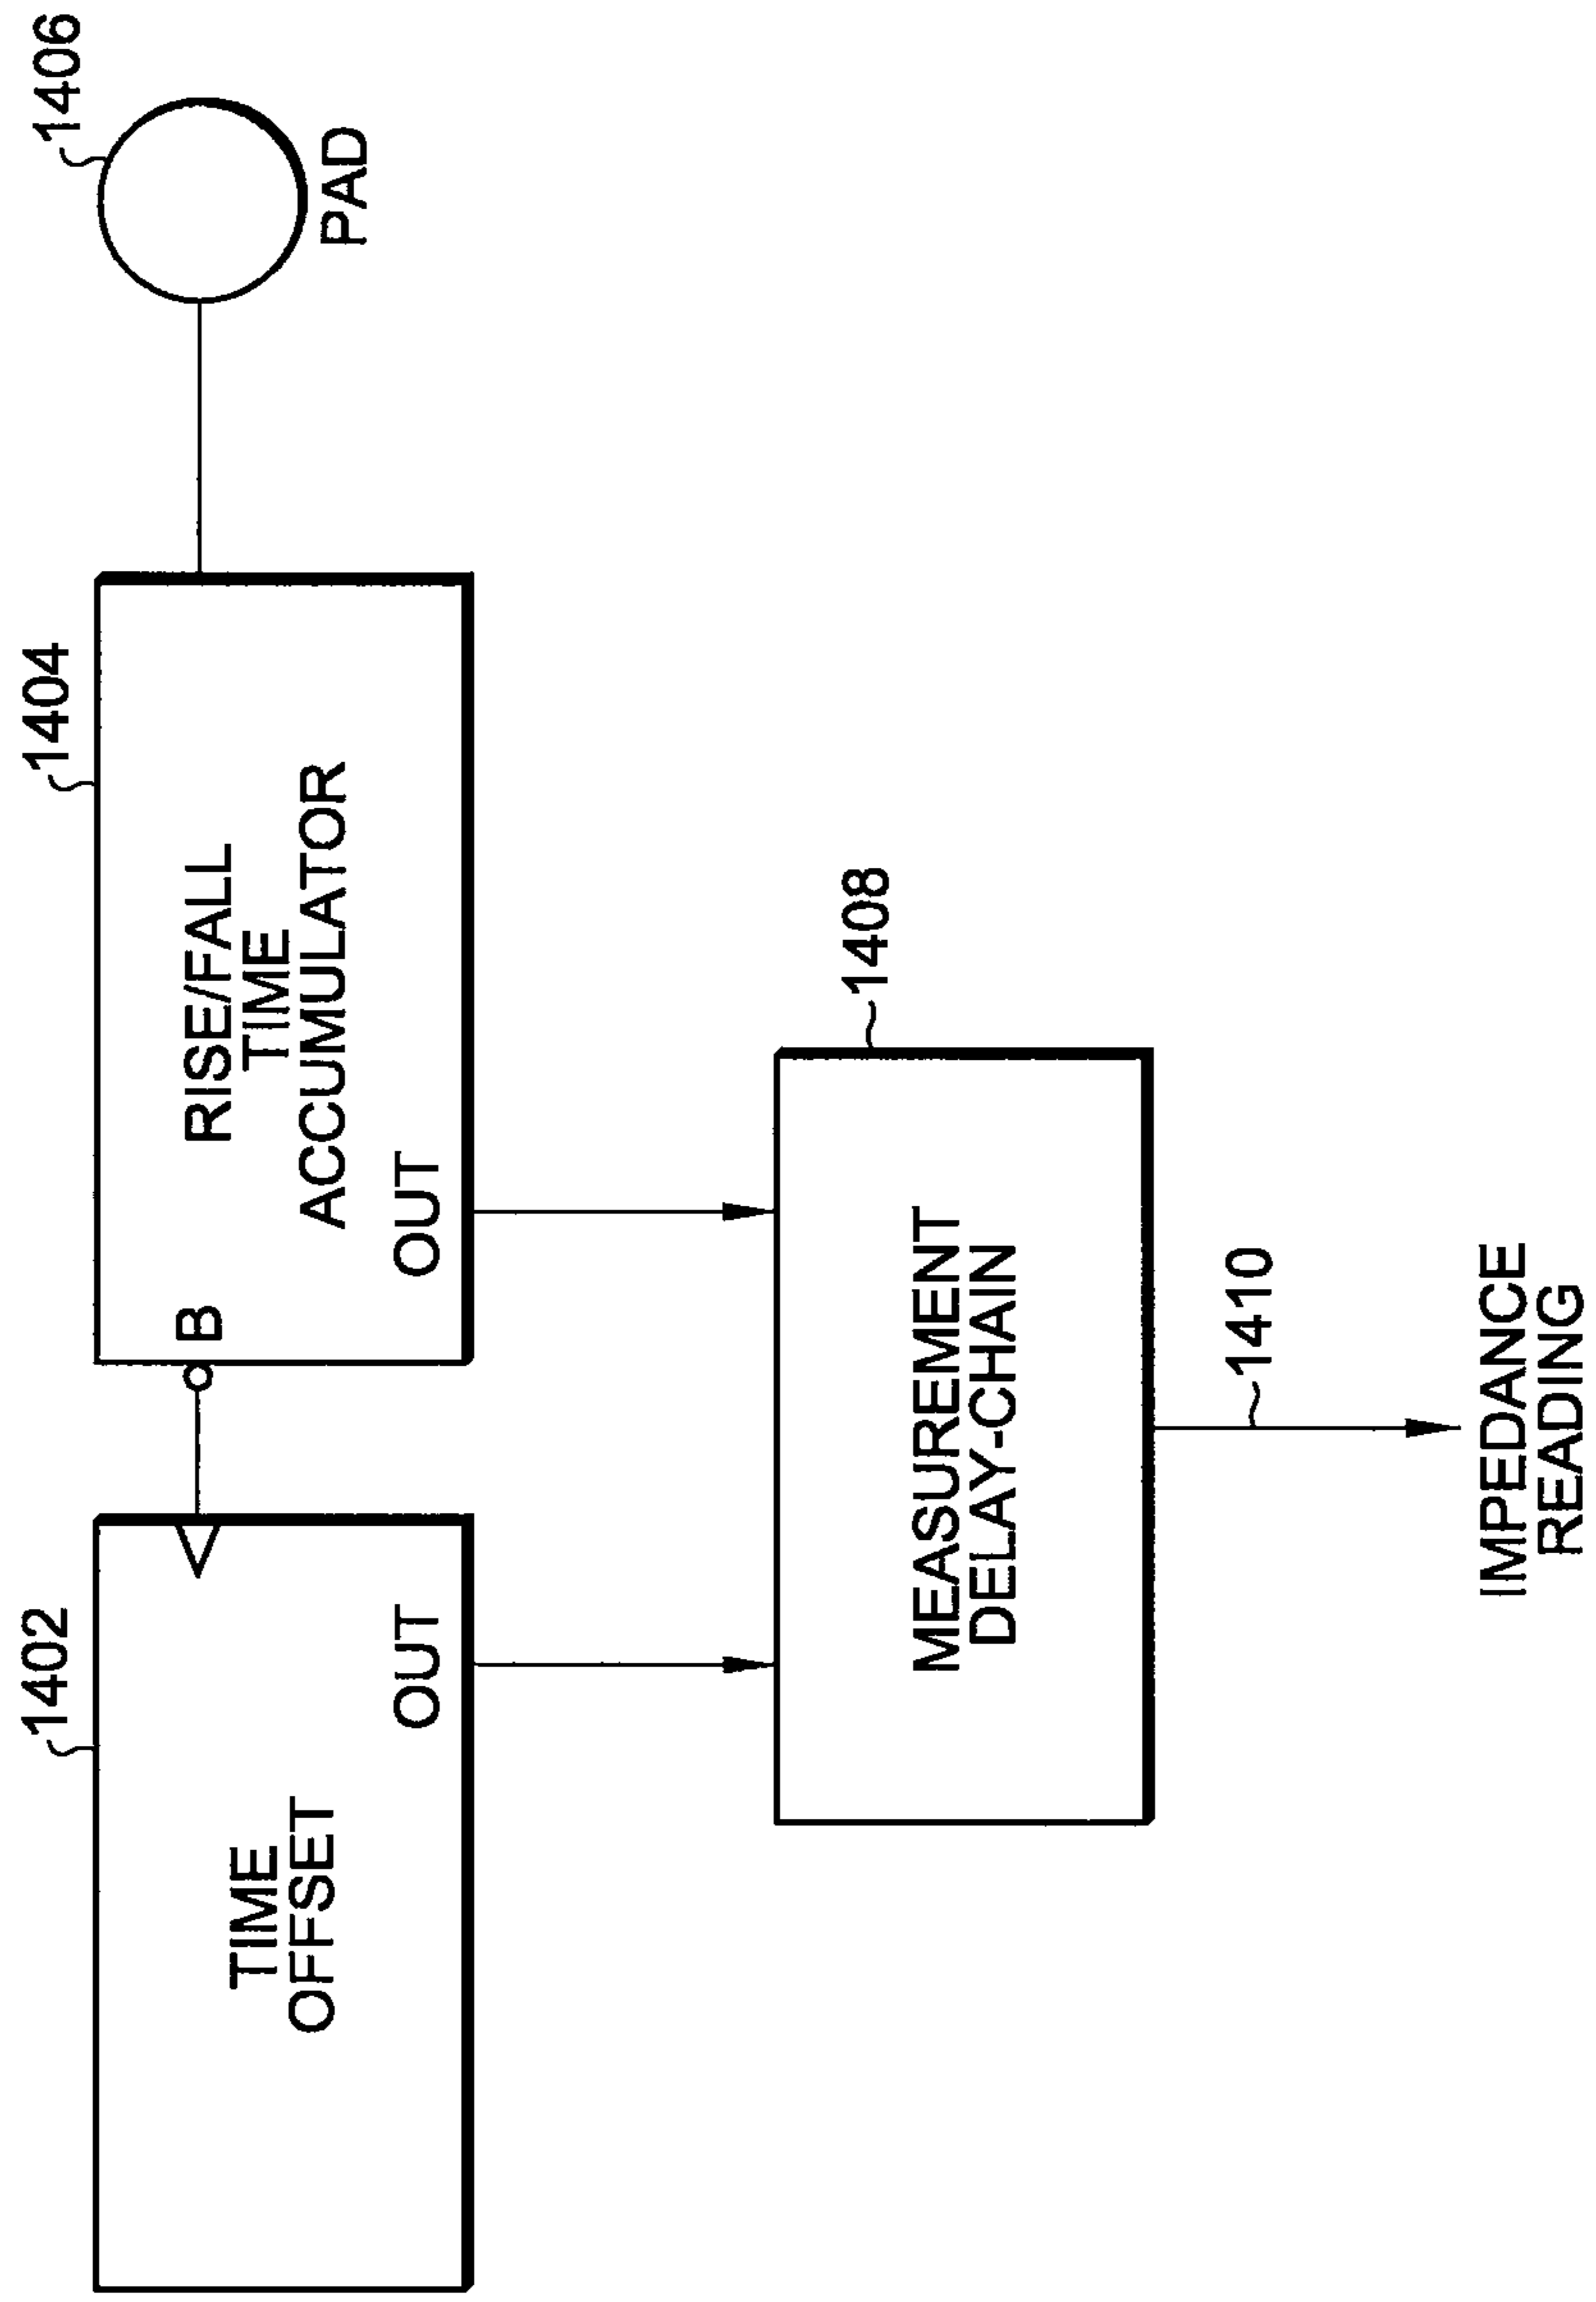 1402
TIME
OFFSET
OUT
1404
B
RISE/FALL
TIME
ACCUMULATOR
OUT
1406
PAD
1408
MEASUREMENT
DELAY-CHAIN
1410
IMPEDANCE
READING